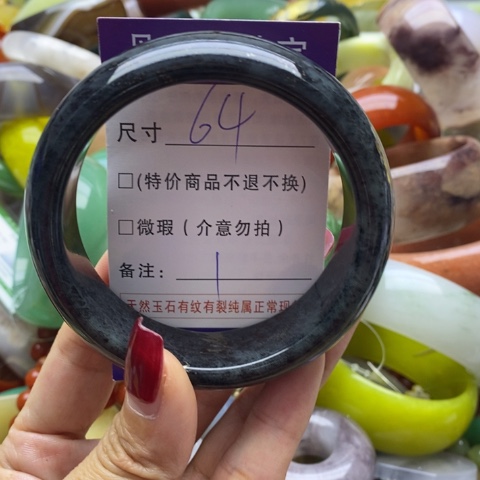 尺寸 64
□(特价商品不退不换)
□微瑕（介意勿拍）
备注：
天然玉石有纹有裂纯属正常现